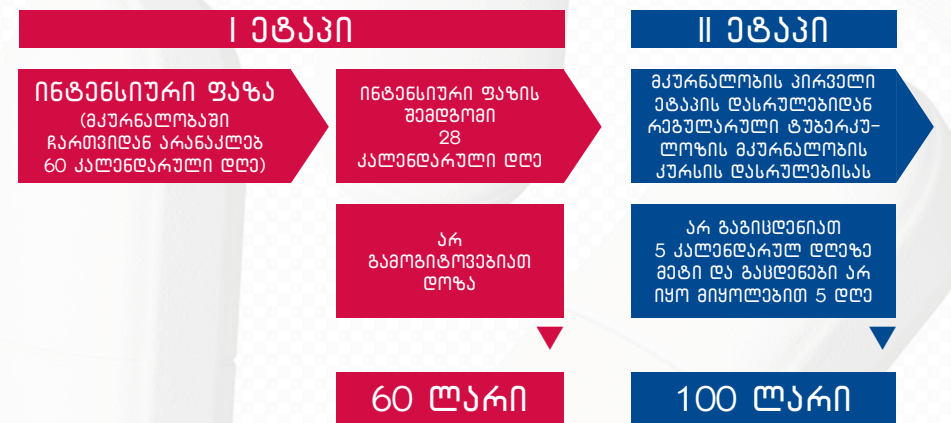 I ეტაპი
ინტენსიური ფაზა
(მკურნალობაში
ჩართვიდან არანაკლებ
60 კალენდარული დღე)
ინტენსიური ფაზის
შემდგომი
28
კალენდარული დღე
არ
გამოგიტოვებიათ
დოზა
60 ლარი
II ეტაპი
მკურნალობის პირველი
ეტაპის დასრულებიდან
რეგულარული ტუბერკუ-
ლოზის მკურნალობის
კურსის დასრულებისას
არ გაგიცდენიათ
5 კალენდარულ დღეზე
მეტი და გაცდენები არ
იყო მიყოლებით 5 დღე
100 ლარი